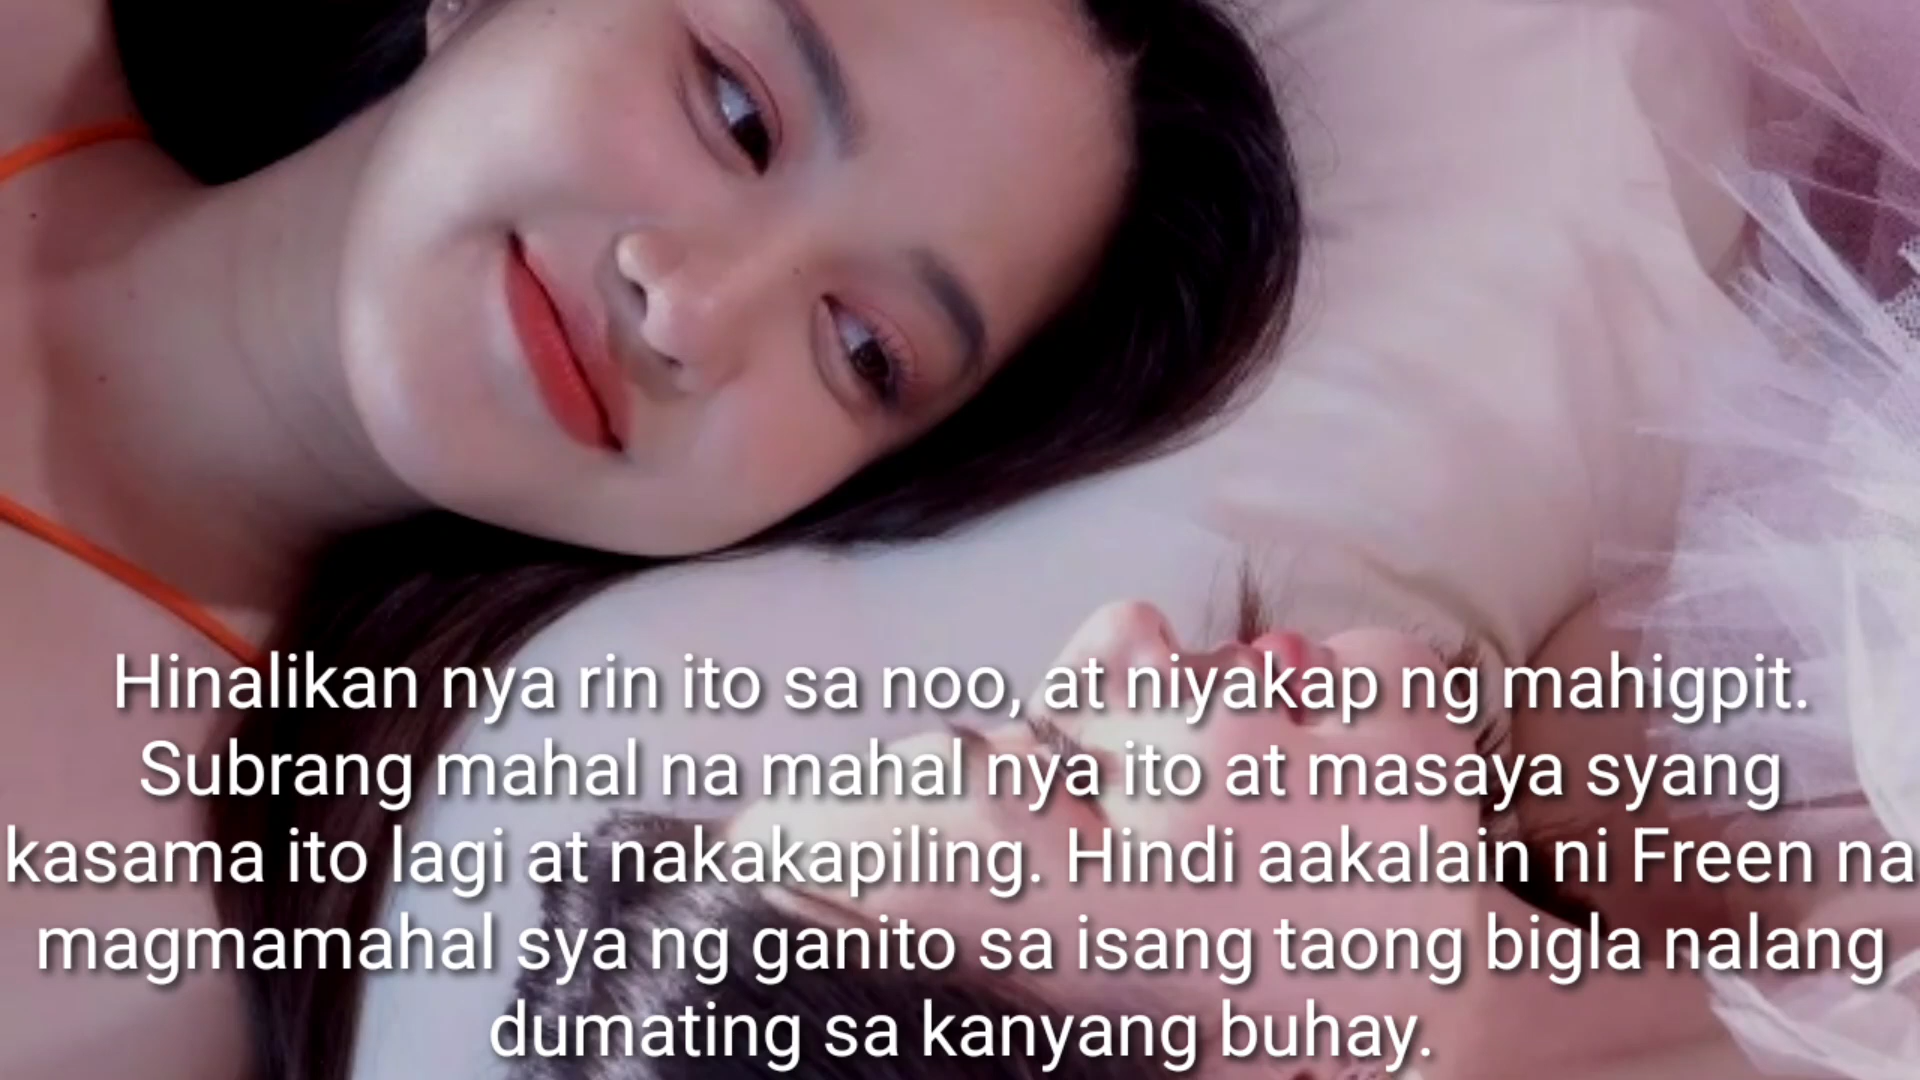 Hinalikan nya rin ito sa noo, at niyakap ng mahigpit.
Subrang mahal na mahal nya ito at masaya syang
kasama ito lagi at nakakapiling. Hindi aakalain ni Freen na
magmamahal sya ng ganito sa isang taong bigla nalang
dumating sa kanyang buhay.